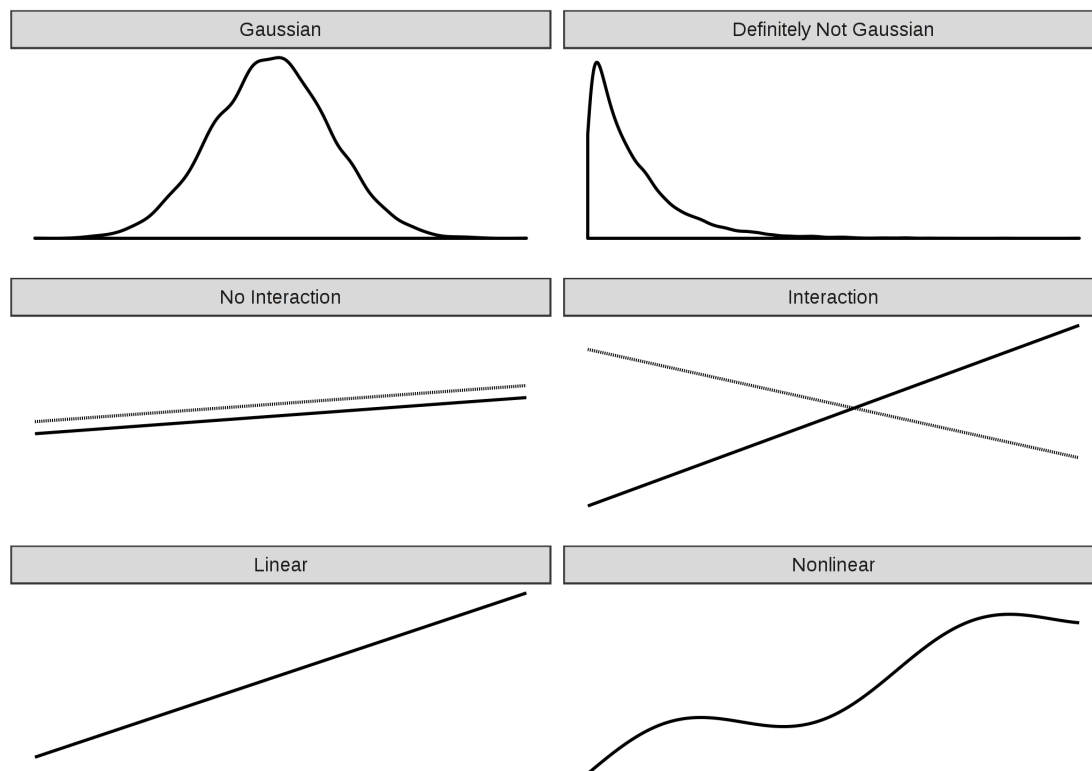 Gaussian
Definitely Not Gaussian
No Interaction
Interaction
Linear
Nonlinear